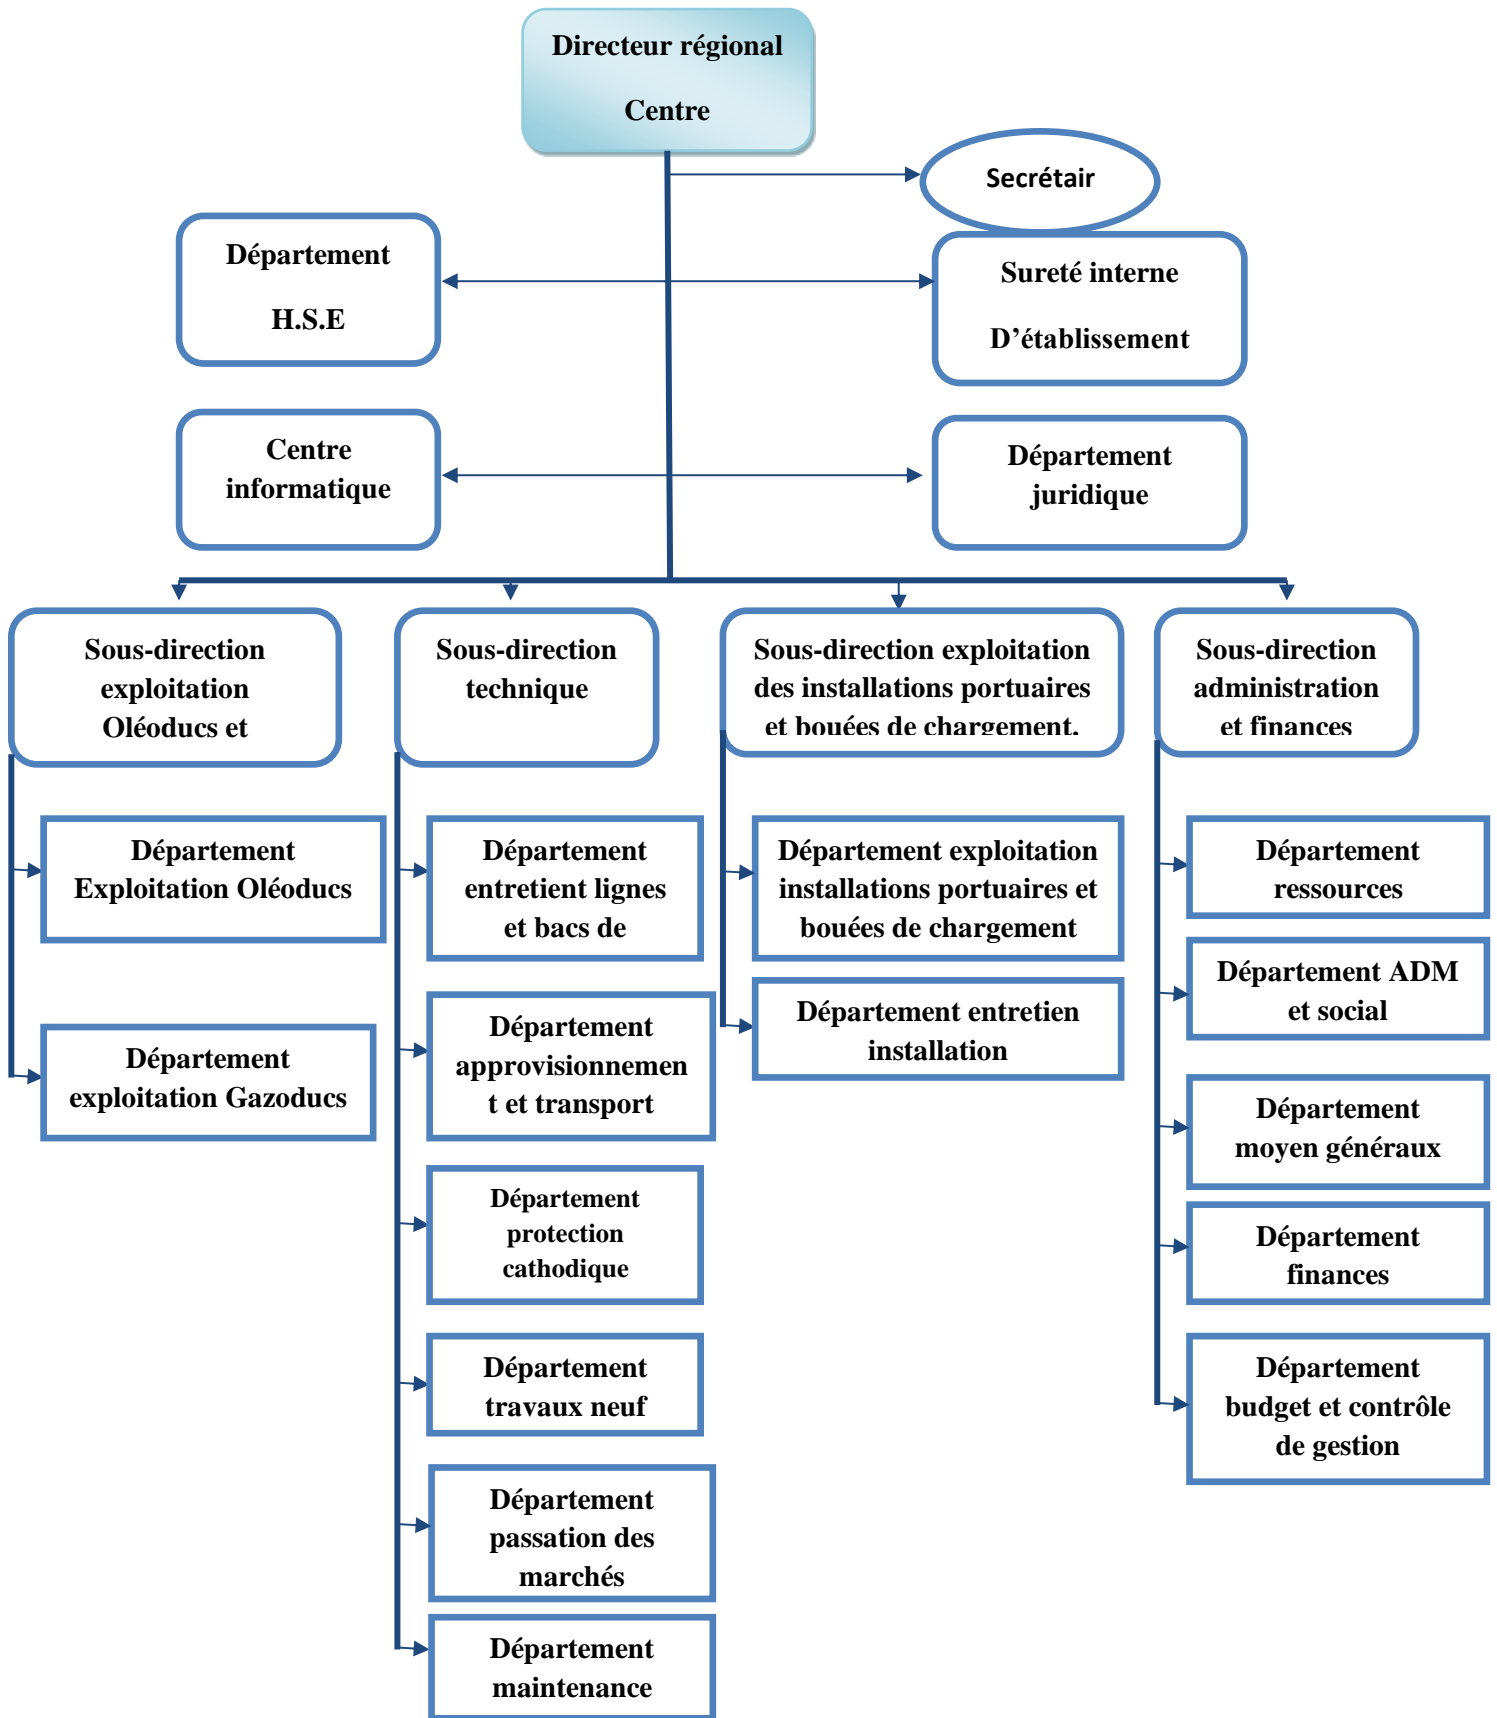 Directeur régional
Centre
Secrétair
Département
H.S.E
Sureté interne
D’établissement
Centre
informatique
Département
juridique
Sous-direction
exploitation
Oléoducs et
Sous-direction
technique
Sous-direction exploitation
des installations portuaires
et bouées de chargement.
Sous-direction
administration
et finances
Département
Exploitation Oléoducs
Département
exploitation Gazoducs
Département
entretient lignes
et bacs de
Département
approvisionnemen
t et transport
Département
protection
cathodique
Département
travaux neuf
Département
passation des
marchés
Département
maintenance
Département exploitation
installations portuaires et
bouées de chargement
Département entretien
installation
Département
ressources
Département ADM
et social
Département
moyen généraux
Département
finances
Département
budget et contrôle
de gestion